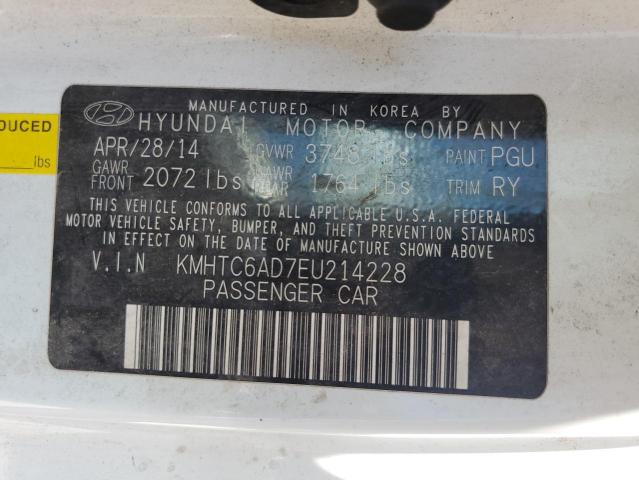 MANUFACTURED IN KOREA BY
HYUNDAI MOTOR COMPANY
DUCED
APR/28/14 GVWR 3748 lbs PAINT PGU
GAWR FRONT 2072 lbs GAWR REAR 1764 lbs TRIM RY
lbs
THIS VEHICLE CONFORMS TO ALL APPLICABLE U.S.A. FEDERAL
MOTOR VEHICLE SAFETY, BUMPER, AND THEFT PREVENTION STANDARDS
IN EFFECT ON THE DATE OF MANUFACTURE SHOWN ABOVE
V.I.N KMHTC6AD7EU214228
PASSENGER CAR